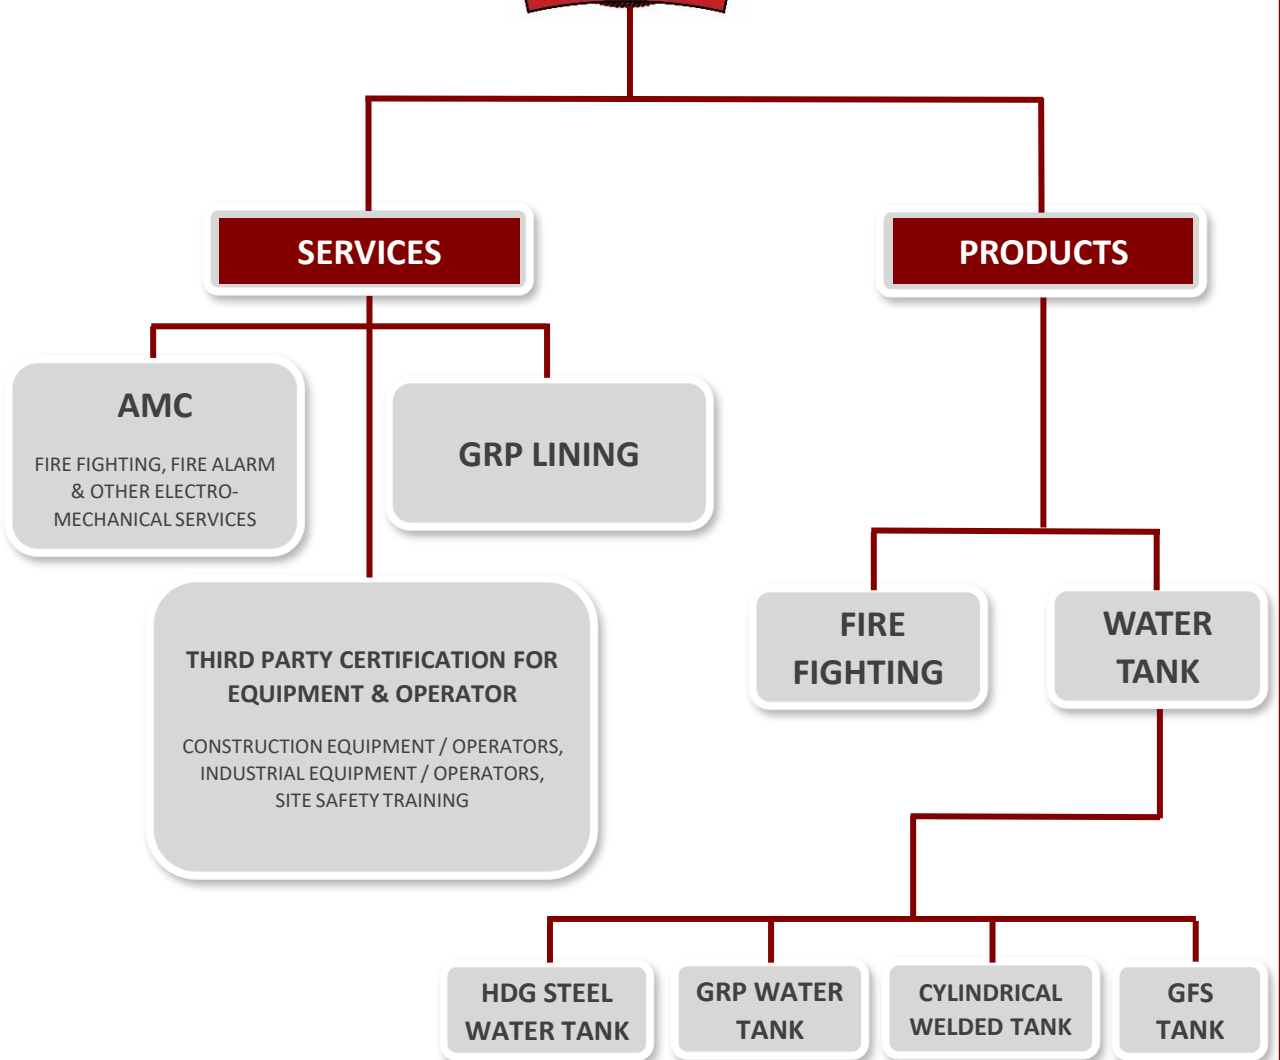 SERVICES
PRODUCTS
AMC
FIRE FIGHTING, FIRE ALARM
& OTHER ELECTRO-
MECHANICAL SERVICES
GRP LINING
THIRD PARTY CERTIFICATION FOR
EQUIPMENT & OPERATOR
CONSTRUCTION EQUIPMENT / OPERATORS,
INDUSTRIAL EQUIPMENT / OPERATORS,
SITE SAFETY TRAINING
FIRE
FIGHTING
WATER
TANK
HDG STEEL
WATER TANK
GRP WATER
TANK
CYLINDRICAL
WELDED TANK
GFS
TANK